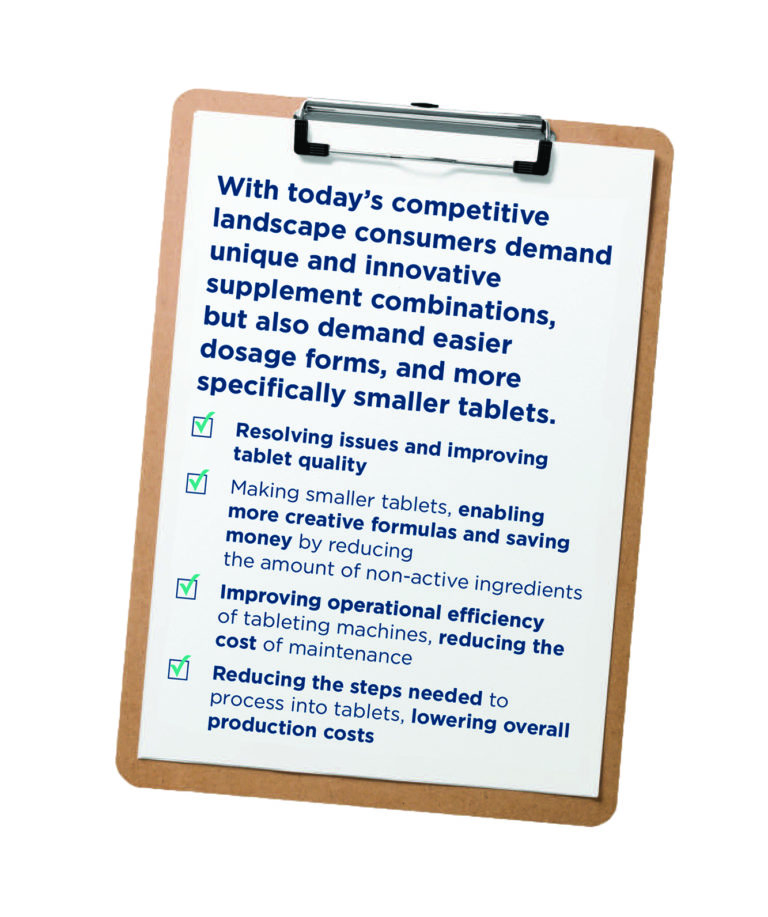 With today’s competitive
landscape consumers demand
unique and innovative
supplement combinations,
but also demand easier
dosage forms, and more
specifically smaller tablets.
Resolving issues and improving
tablet quality
Making smaller tablets, enabling
more creative formulas and saving
money by reducing
the amount of non-active ingredients
Improving operational efficiency
of tableting machines, reducing the
cost of maintenance
Reducing the steps needed to
process into tablets, lowering overall
production costs